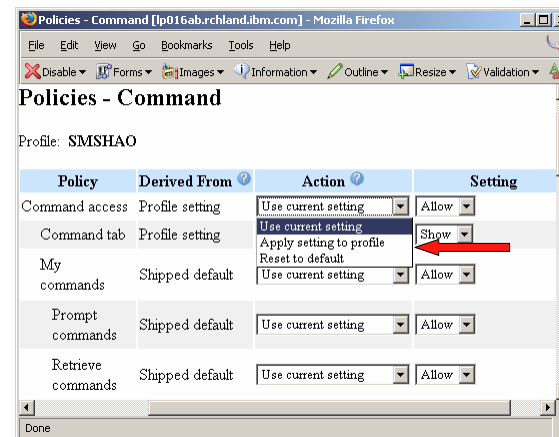 Policies - Command [lp016ab.rchland.ibm.com] - Mozilla Firefox
File Edit View Go Bookmarks Tools Help
Disable Forms Images Information Outline Resize Validation
Policies - Command
Profile: SMSHAO
Policy Derived From ? Action ? Setting
Command access Profile setting Use current setting Allow
Use current setting
Command tab Profile setting Apply setting to profile Show
Reset to default
My commands Shipped default Use current setting Allow
Prompt commands Shipped default Use current setting Allow
Retrieve commands Shipped default Use current setting Allow
Done